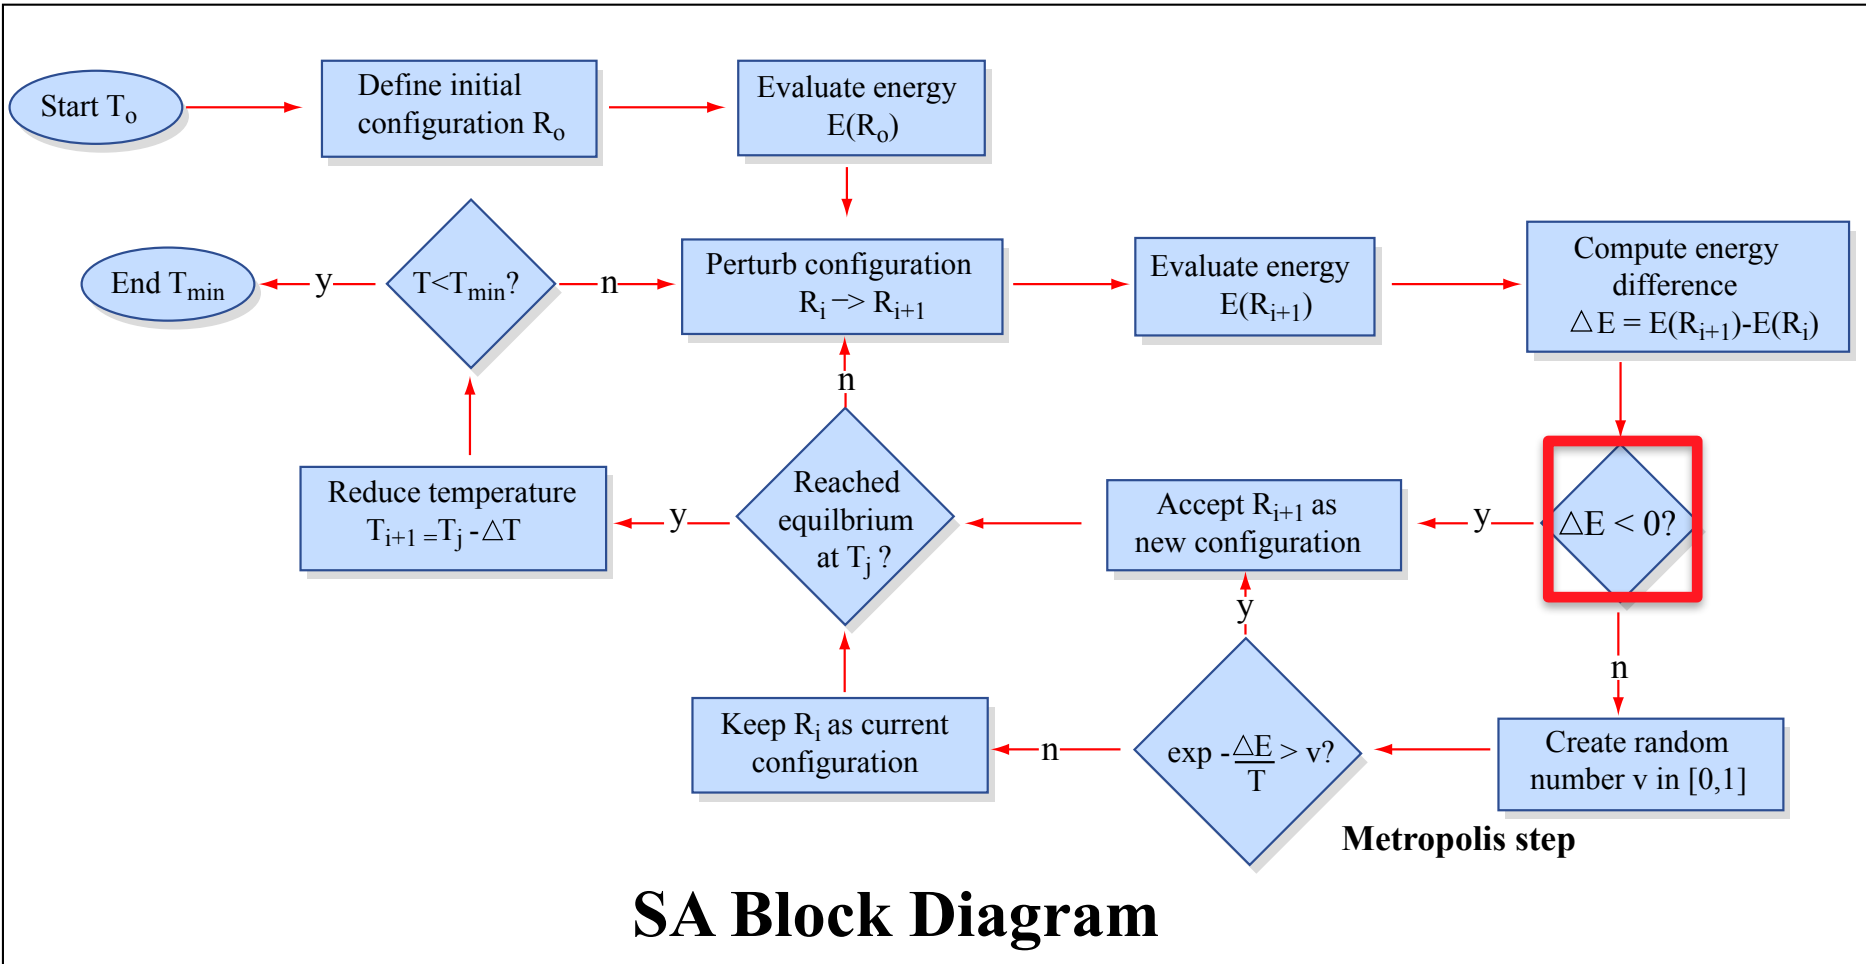 Start To
Define initial
configuration Ro
Evaluate energy
E(Ro)
End Tmin
y
T<Tmin?
n
Perturb configuration
Ri —> Ri+1
Evaluate energy
E(Ri+1)
Compute energy
difference
△E = E(Ri+1)-E(Ri)
n
Reduce temperature
Ti+1 =Tj - △T
y
Reached
equilbrium
at Tj ?
Accept Ri+1 as
new configuration
y
△E < 0?
y
n
Keep Ri as current
configuration
n
exp - △E/T > v?
Create random
number v in [0,1]
Metropolis step
SA Block Diagram